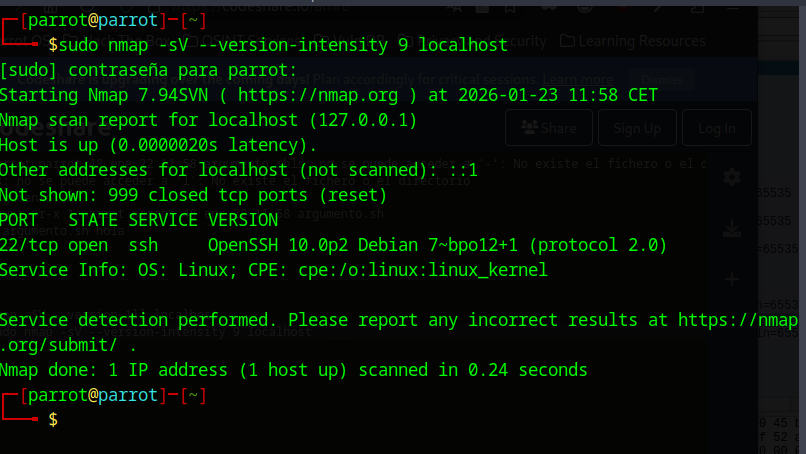 [parrot@parrot]─[~]
$sudo nmap -sV --version-intensity 9 localhost
[sudo] contraseña para parrot:
Starting Nmap 7.94SVN ( https://nmap.org ) at 2026-01-23 11:58 CET
Nmap scan report for localhost (127.0.0.1)
Share Sign Up Log In
Host is up (0.0000020s latency).
Other addresses for localhost (not scanned): ::1
Not shown: 999 closed tcp ports (reset)
PORT   STATE SERVICE VERSION
22/tcp open  ssh     OpenSSH 10.0p2 Debian 7~bpo12+1 (protocol 2.0)
Service Info: OS: Linux; CPE: cpe:/o:linux:linux_kernel
Service detection performed. Please report any incorrect results at https://nmap
.org/submit/ .
Nmap done: 1 IP address (1 host up) scanned in 0.24 seconds
[parrot@parrot]─[~]
$